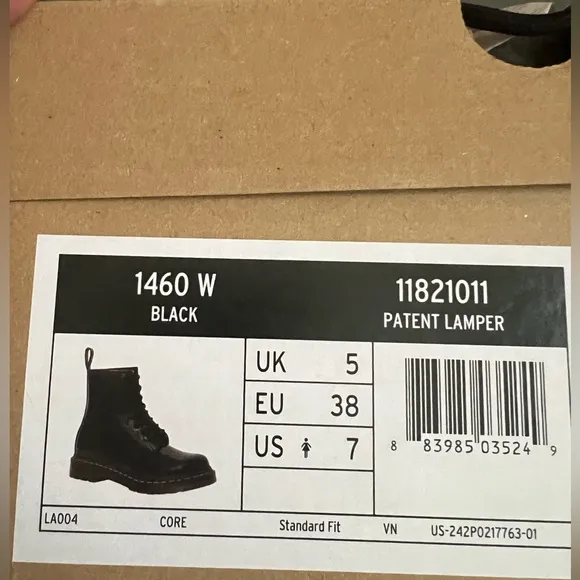 1460 W 11821011
BLACK PATENT LAMPER
UK 5
EU 38
US 7
8 83985 03524 9
LA004 CORE Standard Fit VN US-242P0217763-01